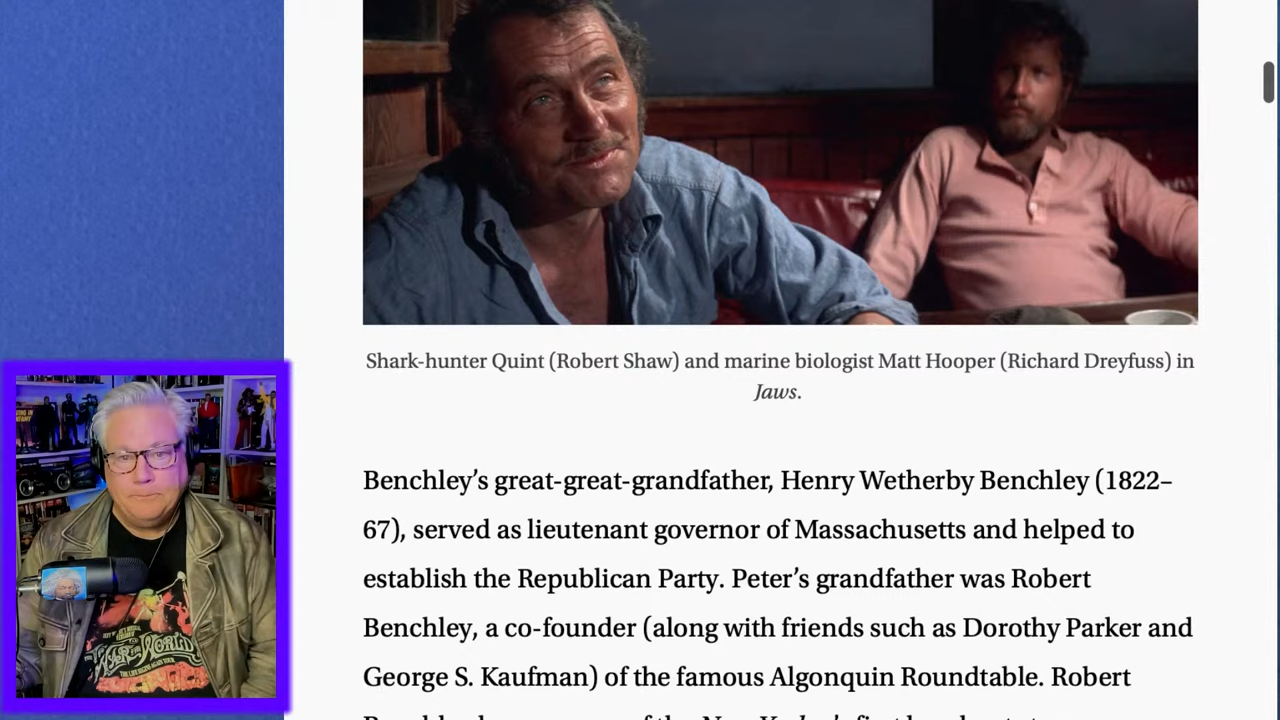 Shark-hunter Quint (Robert Shaw) and marine biologist Matt Hooper (Richard Dreyfuss) in
Jaws.
Benchley’s great-great-grandfather, Henry Wetherby Benchley (1822–
67), served as lieutenant governor of Massachusetts and helped to
establish the Republican Party. Peter’s grandfather was Robert
Benchley, a co-founder (along with friends such as Dorothy Parker and
George S. Kaufman) of the famous Algonquin Roundtable. Robert
WORLDS